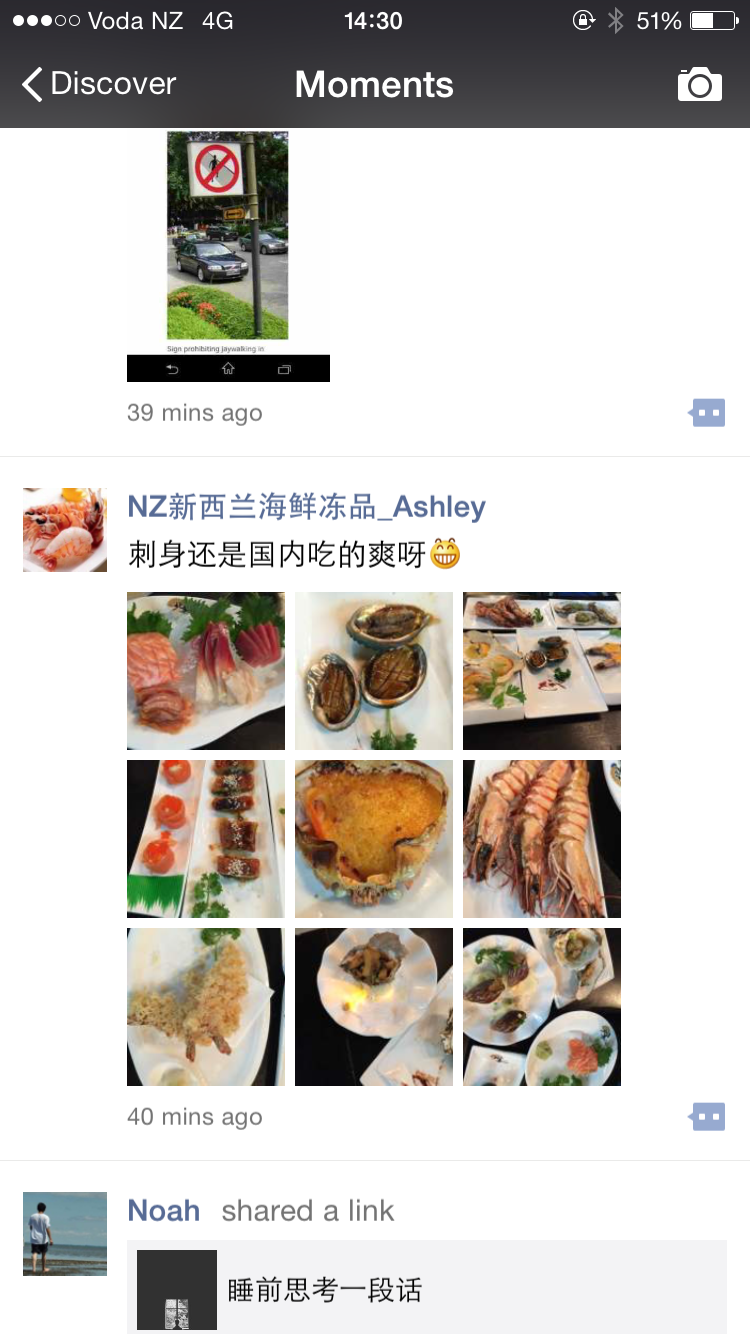 Voda NZ 4G 14:30 51%
Discover Moments
Sign prohibiting jaywalking in
39 mins ago
NZ新西兰海鲜冻品_Ashley
刺身还是国内吃的爽呀😁
40 mins ago
Noah shared a link
睡前思考一段话